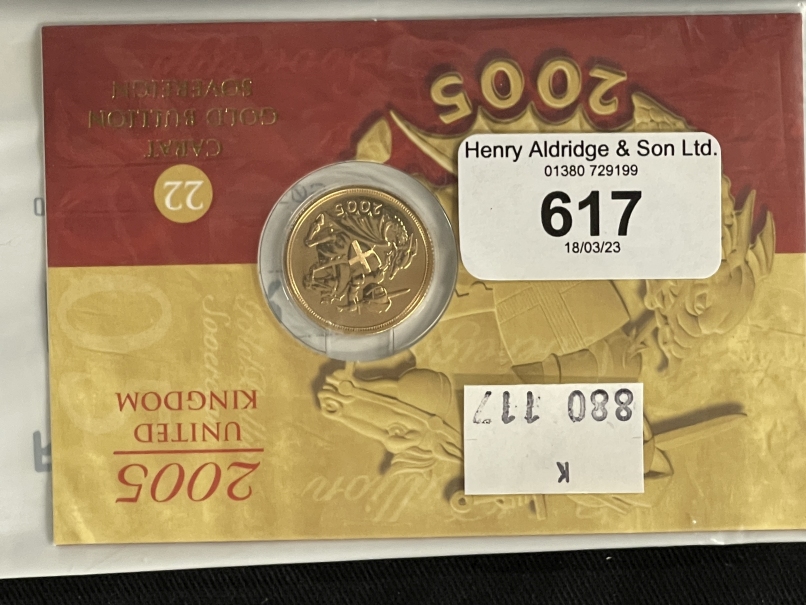 Henry Aldridge & Son Ltd.
01380 729199
617
18/03/23
880 117
K
2005
UNITED
KINGDOM
22
CARAT
GOLD BULLION
SOVEREIGN
2005
2005